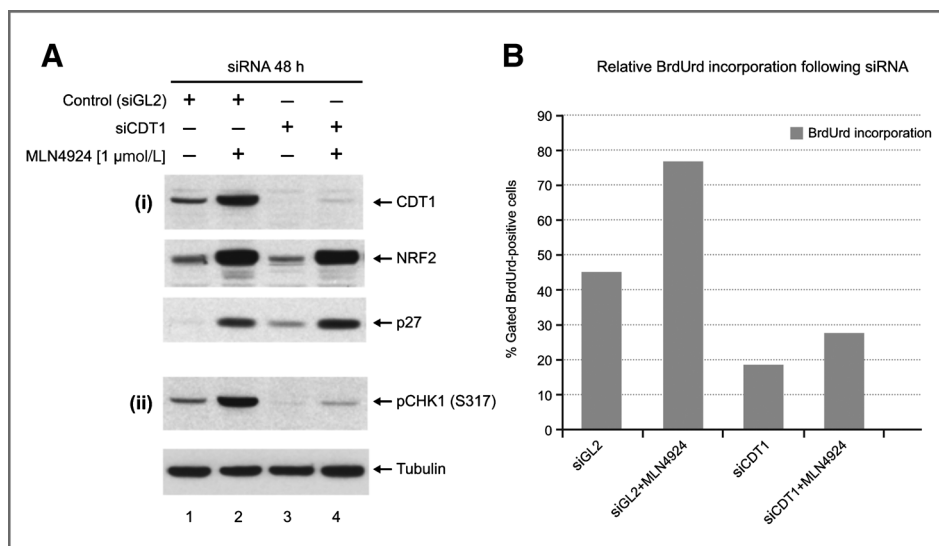 A
siRNA 48 h
Control (siGL2) + + – –
siCDT1 – – + +
MLN4924 [1 µmol/L] – + – +
(i)
CDT1
NRF2
p27
(ii)
pCHK1 (S317)
Tubulin
1 2 3 4
B
Relative BrdUrd incorporation following siRNA
BrdUrd incorporation
% Gated BrdUrd-positive cells
90
80
70
60
50
40
30
20
10
0
siGL2
siGL2+MLN4924
siCDT1
siCDT1+MLN4924